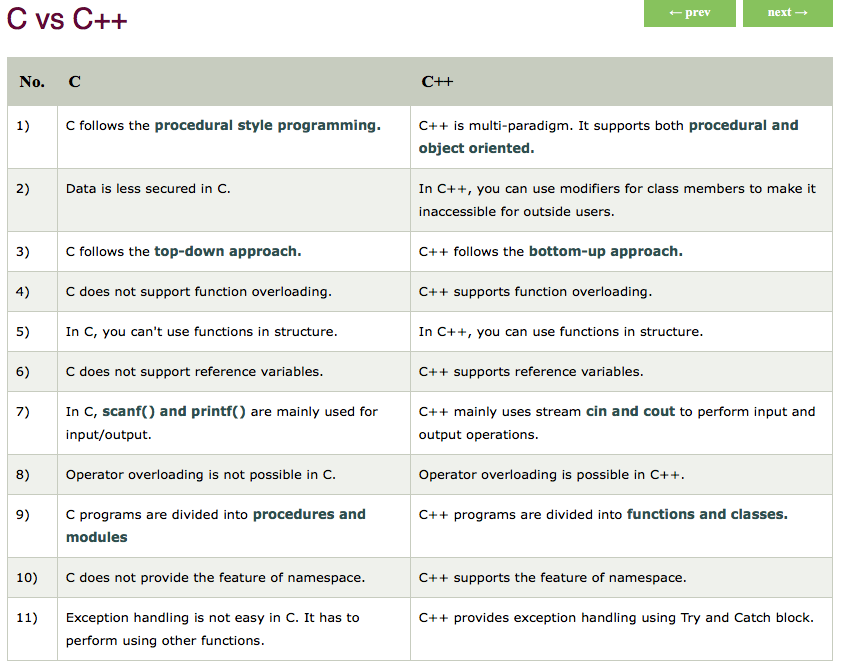 C vs C++
← prev
next →
No. C C++
1) C follows the procedural style programming. C++ is multi-paradigm. It supports both procedural and
object oriented.
2) Data is less secured in C. In C++, you can use modifiers for class members to make it
inaccessible for outside users.
3) C follows the top-down approach. C++ follows the bottom-up approach.
4) C does not support function overloading. C++ supports function overloading.
5) In C, you can't use functions in structure. In C++, you can use functions in structure.
6) C does not support reference variables. C++ supports reference variables.
7) In C, scanf() and printf() are mainly used for C++ mainly uses stream cin and cout to perform input and
input/output. output operations.
8) Operator overloading is not possible in C. Operator overloading is possible in C++.
9) C programs are divided into procedures and C++ programs are divided into functions and classes.
modules
10) C does not provide the feature of namespace. C++ supports the feature of namespace.
11) Exception handling is not easy in C. It has to C++ provides exception handling using Try and Catch block.
perform using other functions.